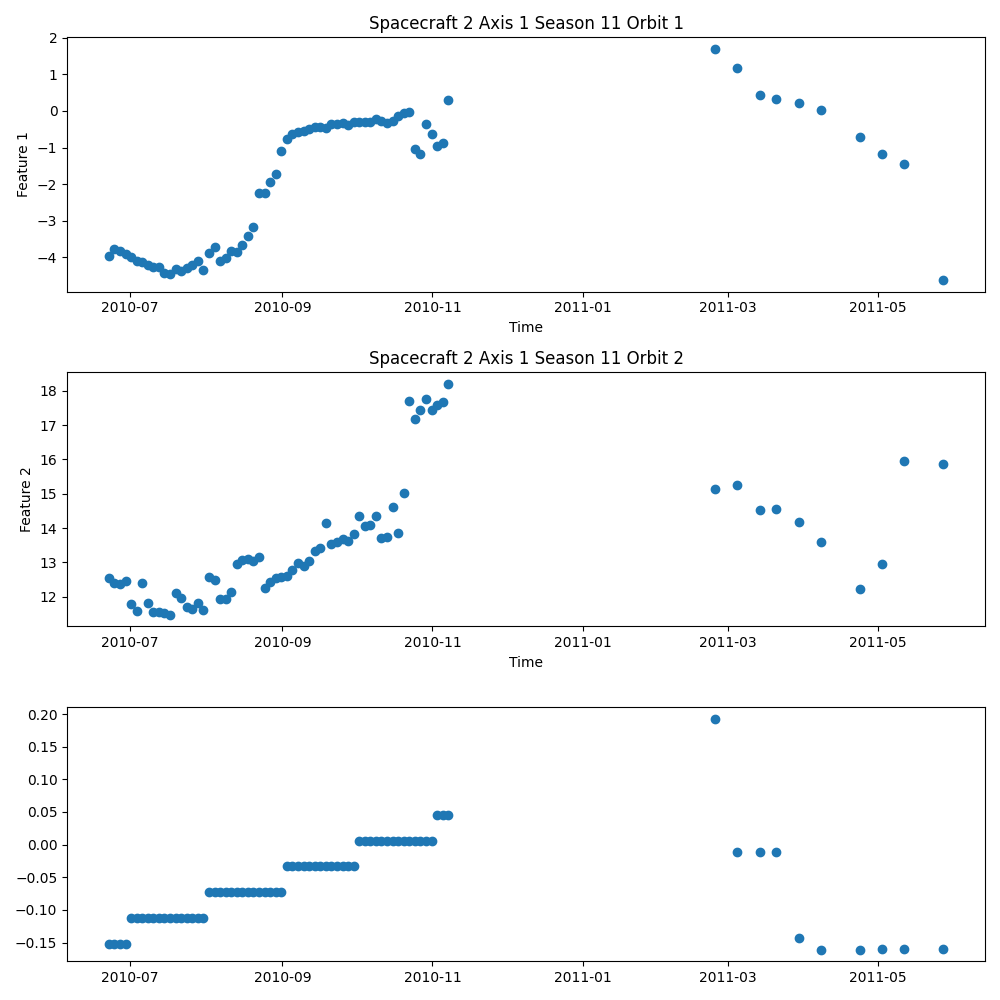 Spacecraft 2 Axis 1 Season 11 Orbit 1
2
1
0
−1
−2
−3
−4
Feature 1
2010-07 2010-09 2010-11 2011-01 2011-03 2011-05
Time
Spacecraft 2 Axis 1 Season 11 Orbit 2
18
17
16
15
14
13
12
Feature 2
2010-07 2010-09 2010-11 2011-01 2011-03 2011-05
Time
0.20
0.15
0.10
0.05
0.00
−0.05
−0.10
−0.15
2010-07 2010-09 2010-11 2011-01 2011-03 2011-05